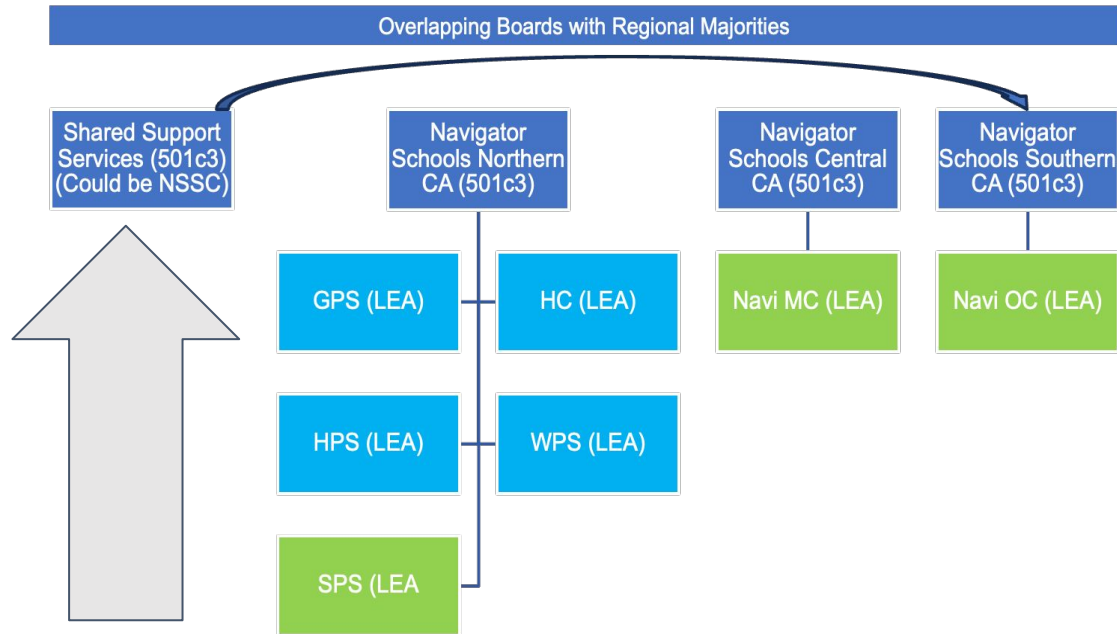 Overlapping Boards with Regional Majorities
Shared Support
Services (501c3)
(Could be NSSC)
Navigator
Schools Northern
CA (501c3)
Navigator
Schools Central
CA (501c3)
Navigator
Schools Southern
CA (501c3)
GPS (LEA)
HC (LEA)
Navi MC (LEA)
Navi OC (LEA)
HPS (LEA)
WPS (LEA)
SPS (LEA